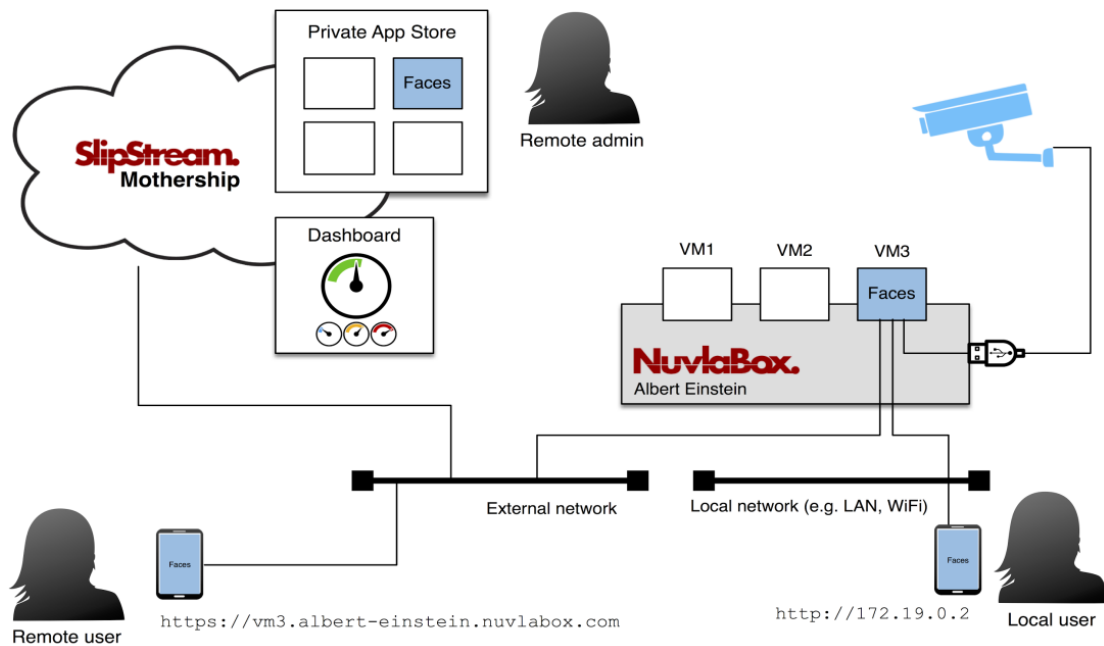 Private App Store
Faces
Remote admin
SlipStream.
Mothership
Dashboard
VM1
VM2
VM3
Faces
NuvlaBox.
Albert Einstein
External network
Local network (e.g. LAN, WiFi)
Faces
Faces
Remote user
https://vm3.albert-einstein.nuvlabox.com
http://172.19.0.2
Local user